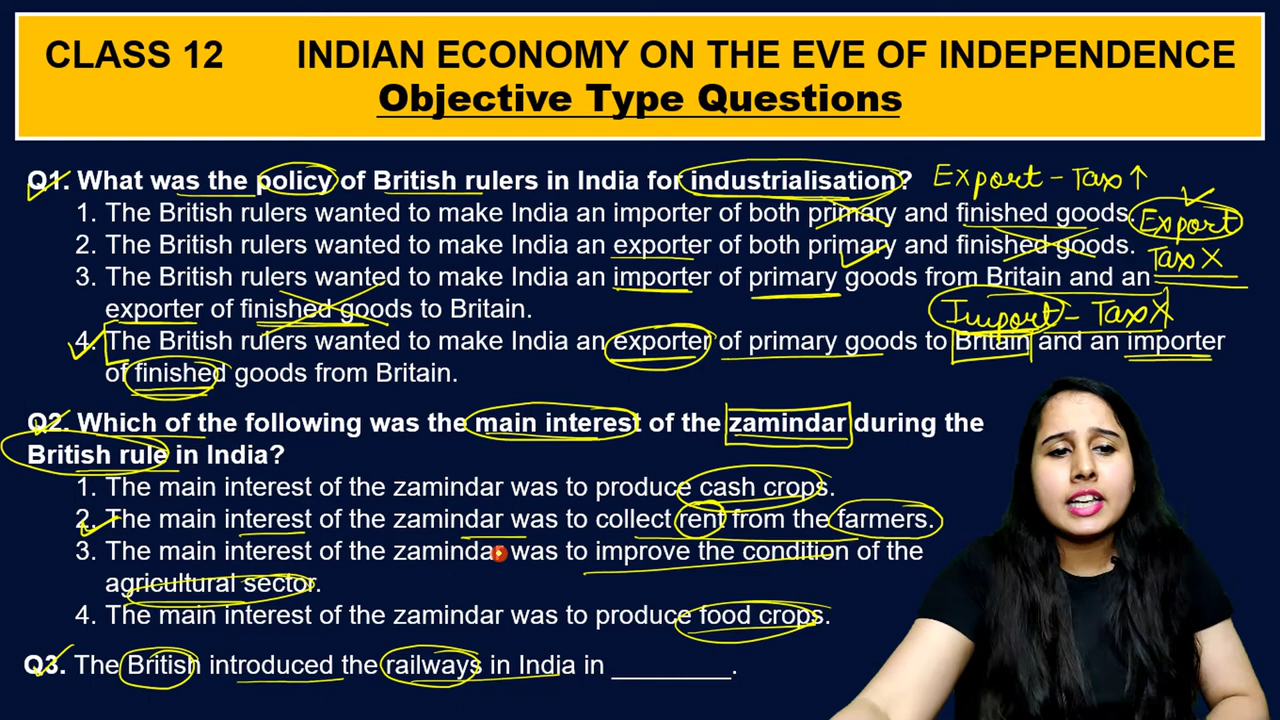 CLASS 12 INDIAN ECONOMY ON THE EVE OF INDEPENDENCE
Objective Type Questions
Q1. What was the policy of British rulers in India for industrialisation? Export - Tax ↑
1. The British rulers wanted to make India an importer of both primary and finished goods. Export
2. The British rulers wanted to make India an exporter of both primary and finished goods. Tax X
3. The British rulers wanted to make India an importer of primary goods from Britain and an
exporter of finished goods to Britain. Import - Tax X
4. The British rulers wanted to make India an exporter of primary goods to Britain and an importer
of finished goods from Britain.
Q2. Which of the following was the main interest of the zamindar during the
British rule in India?
1. The main interest of the zamindar was to produce cash crops.
2. The main interest of the zamindar was to collect rent from the farmers.
3. The main interest of the zamindar was to improve the condition of the
agricultural sector.
4. The main interest of the zamindar was to produce food crops.
Q3. The British introduced the railways in India in ________.